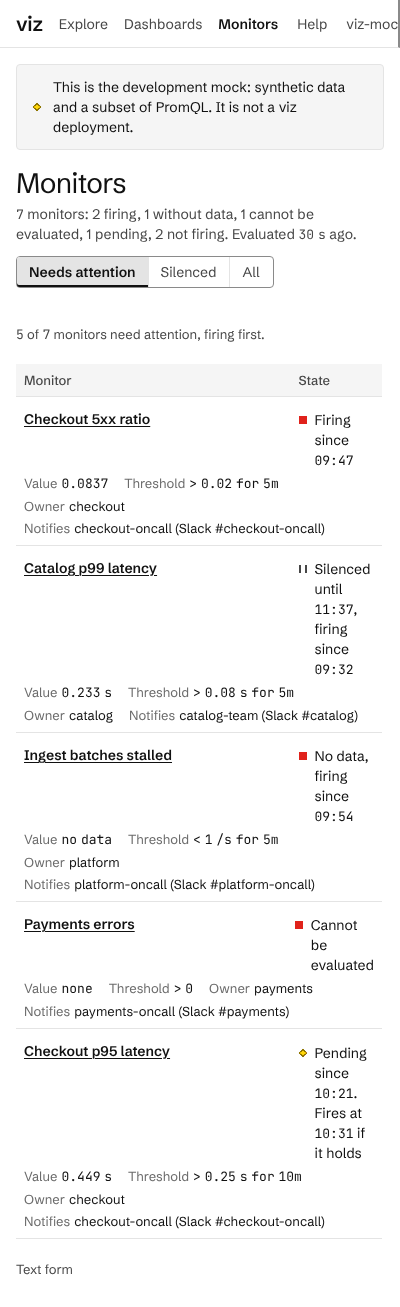 viz Explore Dashboards Monitors Help viz-moc
This is the development mock: synthetic data
and a subset of PromQL. It is not a viz
deployment.
Monitors
7 monitors: 2 firing, 1 without data, 1 cannot be
evaluated, 1 pending, 2 not firing. Evaluated 30 s ago.
Needs attention Silenced All
5 of 7 monitors need attention, firing first.
Monitor State
Checkout 5xx ratio
Firing
since
09:47
Value 0.0837 Threshold > 0.02 for 5m
Owner checkout
Notifies checkout-oncall (Slack #checkout-oncall)
Catalog p99 latency
Silenced
until
11:37,
firing
since
09:32
Value 0.233 s Threshold > 0.08 s for 5m
Owner catalog Notifies catalog-team (Slack #catalog)
Ingest batches stalled
No data,
firing
since
09:54
Value no data Threshold < 1 /s for 5m
Owner platform
Notifies platform-oncall (Slack #platform-oncall)
Payments errors
Cannot
be
evaluated
Value none Threshold > 0 Owner payments
Notifies payments-oncall (Slack #payments)
Checkout p95 latency
Pending
since
10:21.
Fires at
10:31 if
it holds
Value 0.449 s Threshold > 0.25 s for 10m
Owner checkout
Notifies checkout-oncall (Slack #checkout-oncall)
Text form